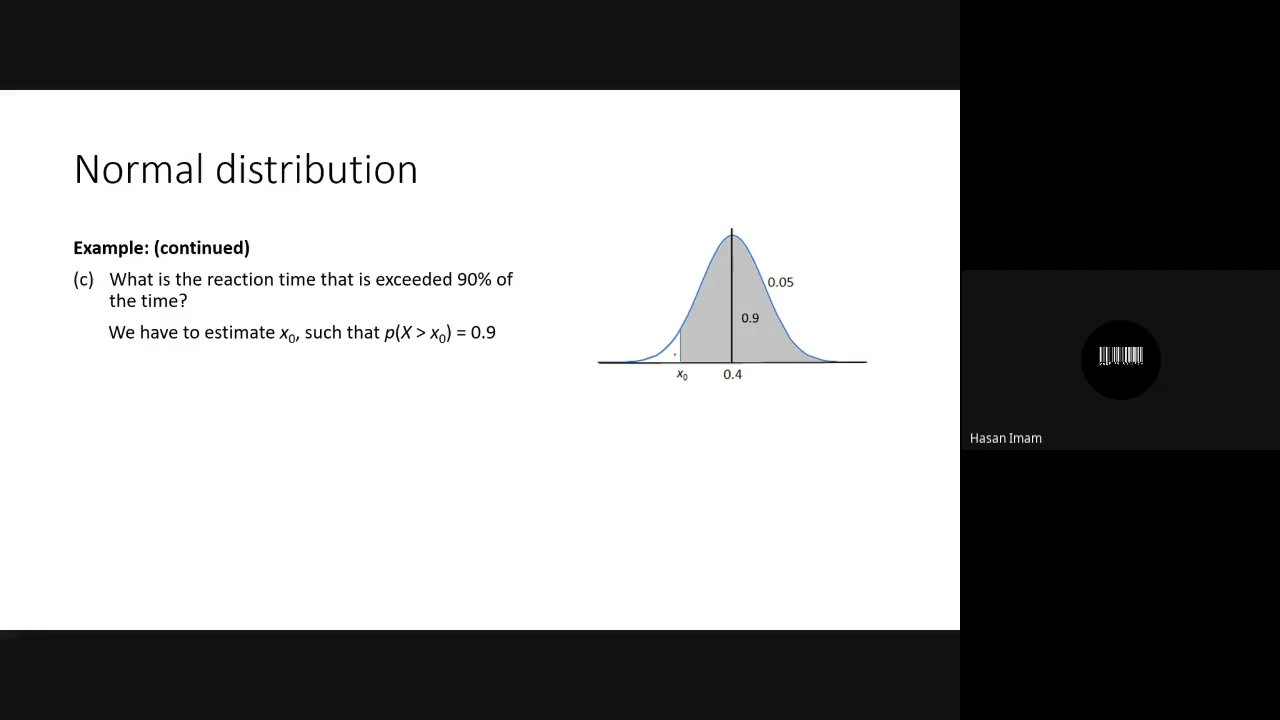 Normal distribution
Example: (continued)
(c) What is the reaction time that is exceeded 90% of
the time?
We have to estimate x₀, such that p(X > x₀) = 0.9
0.05
0.9
x₀ 0.4
Hasan Imam